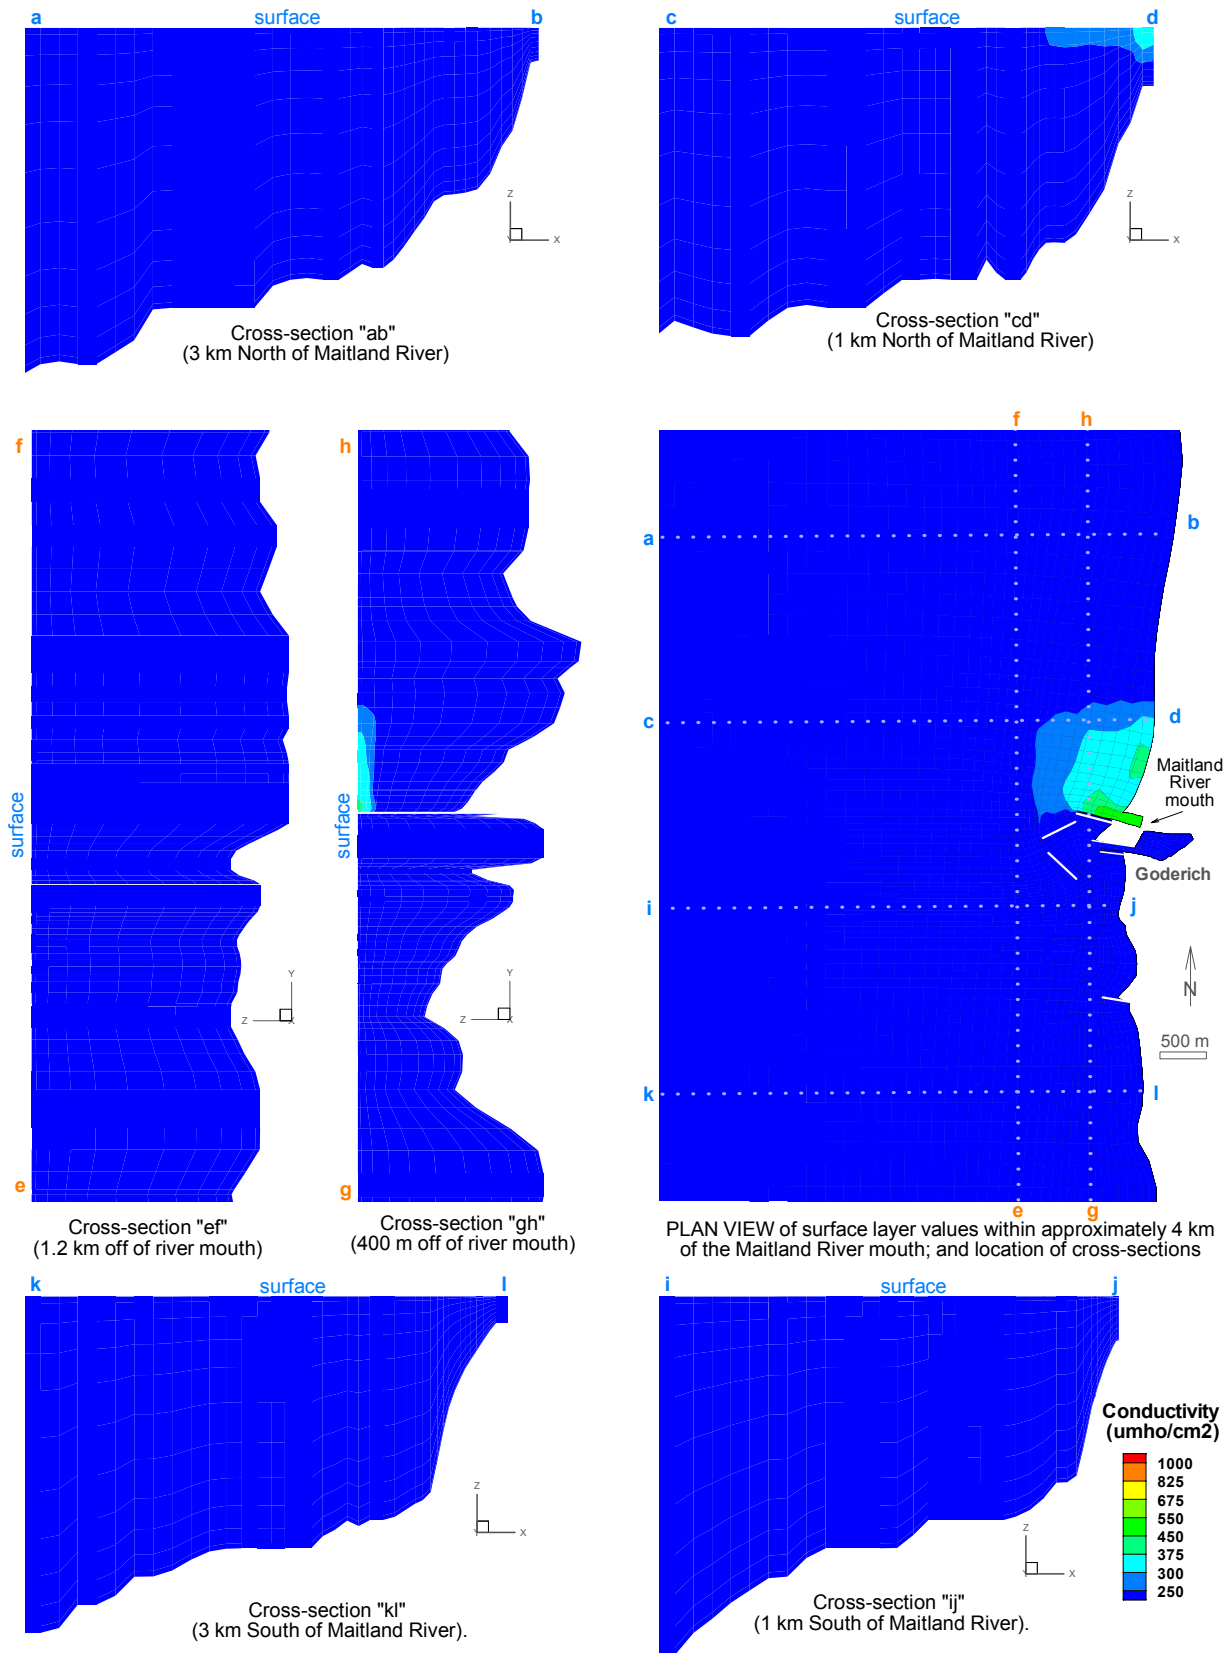 a
surface
b
c
surface
d
Z
Y
X
Z
Y
X
Cross-section "ab"
(3 km North of Maitland River)
Cross-section "cd"
(1 km North of Maitland River)
f
surface
e
Y
Z
X
h
surface
g
Y
Z
X
f
h
a
b
c
d
Maitland
River
mouth
Goderich
i
j
N
500 m
k
l
e
g
Cross-section "ef"
(1.2 km off of river mouth)
Cross-section "gh"
(400 m off of river mouth)
PLAN VIEW of surface layer values within approximately 4 km
of the Maitland River mouth; and location of cross-sections
k
surface
l
i
surface
j
Z
Y
X
Z
Y
X
Cross-section "kl"
(3 km South of Maitland River).
Cross-section "ij"
(1 km South of Maitland River).
Conductivity
(umho/cm2)
1000
825
675
550
450
375
300
250